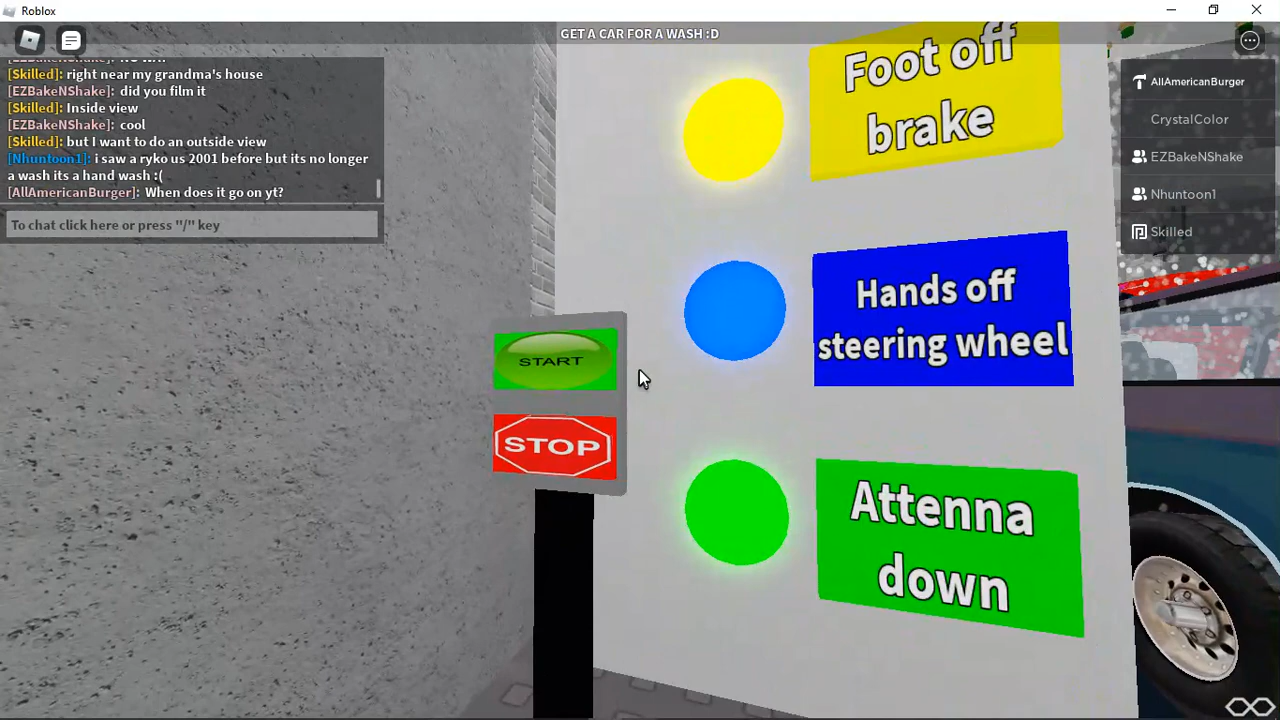 Roblox
GET A CAR FOR A WASH :D
[Skilled]: right near my grandma's house
[EZBakeNShake]: did you film it
[Skilled]: Inside view
[EZBakeNShake]: cool
[Skilled]: but I want to do an outside view
[Nhuntoon1]: i saw a ryko us 2001 before but its no longer
a wash its a hand wash :(
[AllAmericanBurger]: When does it go on yt?
To chat click here or press "/" key
AllAmericanBurger
CrystalColor
EZBakeNShake
Nhuntoon1
Skilled
Foot off
brake
Hands off
steering wheel
START
STOP
Attenna
down